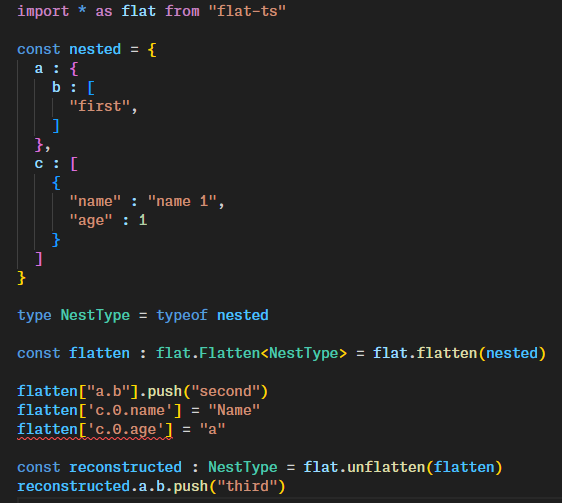 import * as flat from "flat-ts"
const nested = {
a : {
b : [
"first",
]
},
c : [
{
"name" : "name 1",
"age" : 1
}
]
}
type NestType = typeof nested
const flatten : flat.Flatten<NestType> = flat.flatten(nested)
flatten["a.b"].push("second")
flatten['c.0.name'] = "Name"
flatten['c.0.age'] = "a"
const reconstructed : NestType = flat.unflatten(flatten)
reconstructed.a.b.push("third")